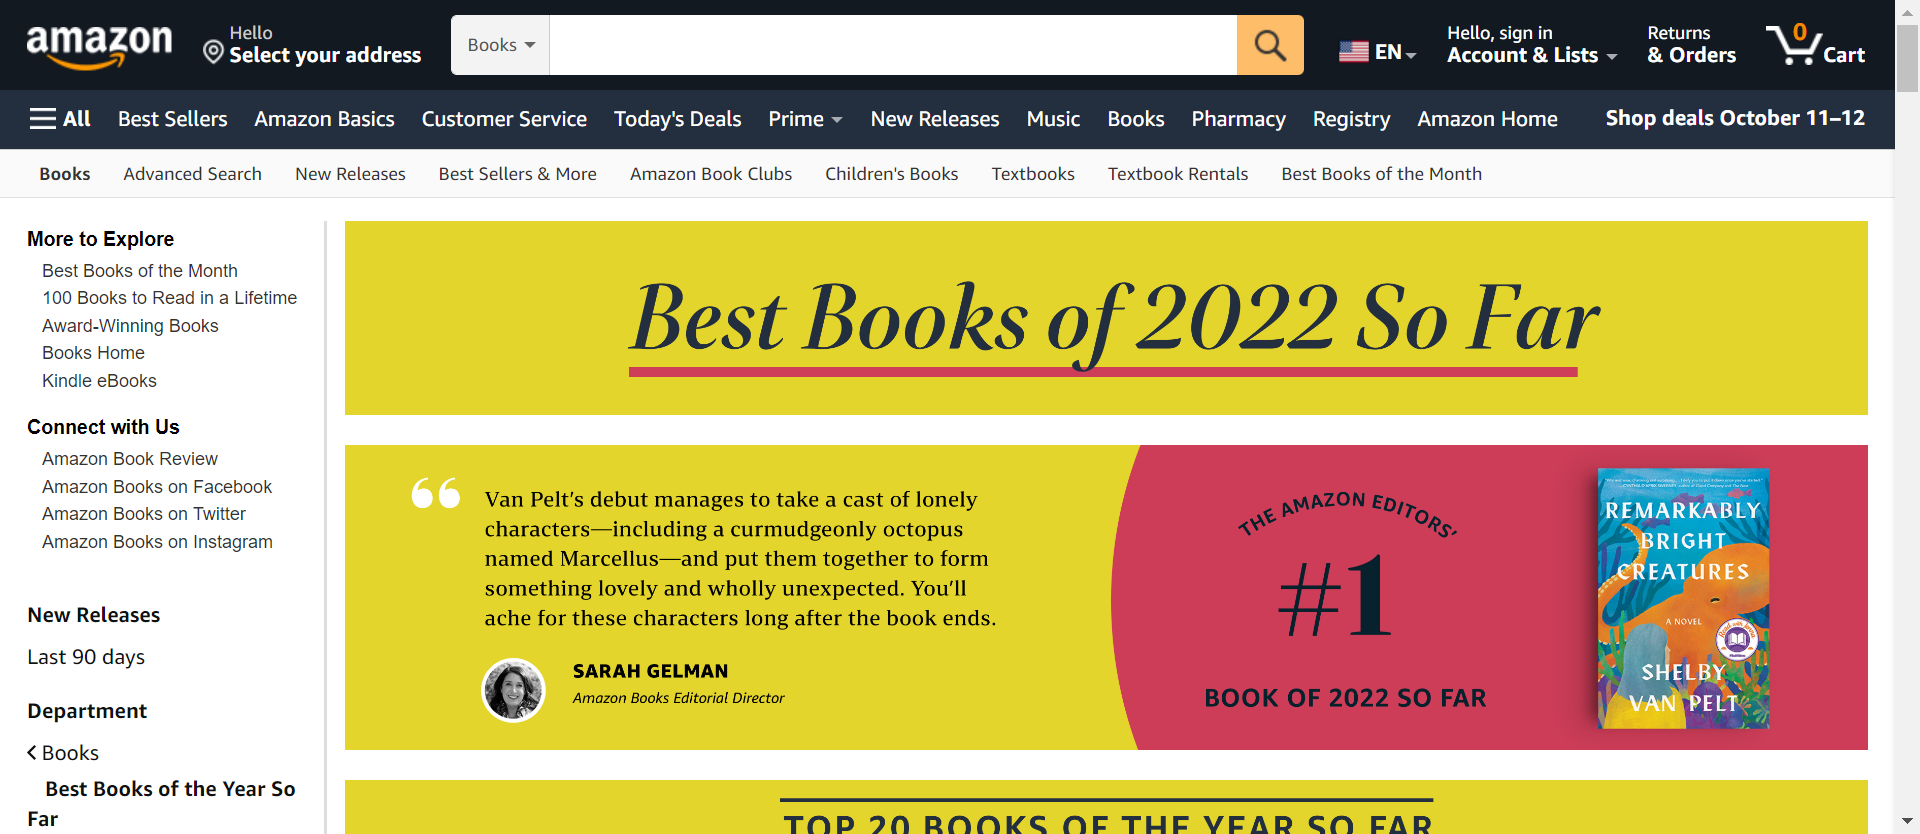 amazon
Hello
Select your address
Books
EN
Hello, sign in
Account & Lists
Returns
& Orders
0
Cart
All
Best Sellers
Amazon Basics
Customer Service
Today's Deals
Prime
New Releases
Music
Books
Pharmacy
Registry
Amazon Home
Shop deals October 11–12
Books
Advanced Search
New Releases
Best Sellers & More
Amazon Book Clubs
Children's Books
Textbooks
Textbook Rentals
Best Books of the Month
More to Explore
Best Books of the Month
100 Books to Read in a Lifetime
Award-Winning Books
Books Home
Kindle eBooks
Connect with Us
Amazon Book Review
Amazon Books on Facebook
Amazon Books on Twitter
Amazon Books on Instagram
New Releases
Last 90 days
Department
Books
Best Books of the Year So
Far
Best Books of 2022 So Far
“
Van Pelt’s debut manages to take a cast of lonely
characters—including a curmudgeonly octopus
named Marcellus—and put them together to form
something lovely and wholly unexpected. You’ll
ache for these characters long after the book ends.
SARAH GELMAN
Amazon Books Editorial Director
THE AMAZON EDITORS’
#1
BOOK OF 2022 SO FAR
REMARKABLY
BRIGHT
CREATURES
A NOVEL
SHELBY
VAN PELT
TOP 20 BOOKS OF THE YEAR SO FAR